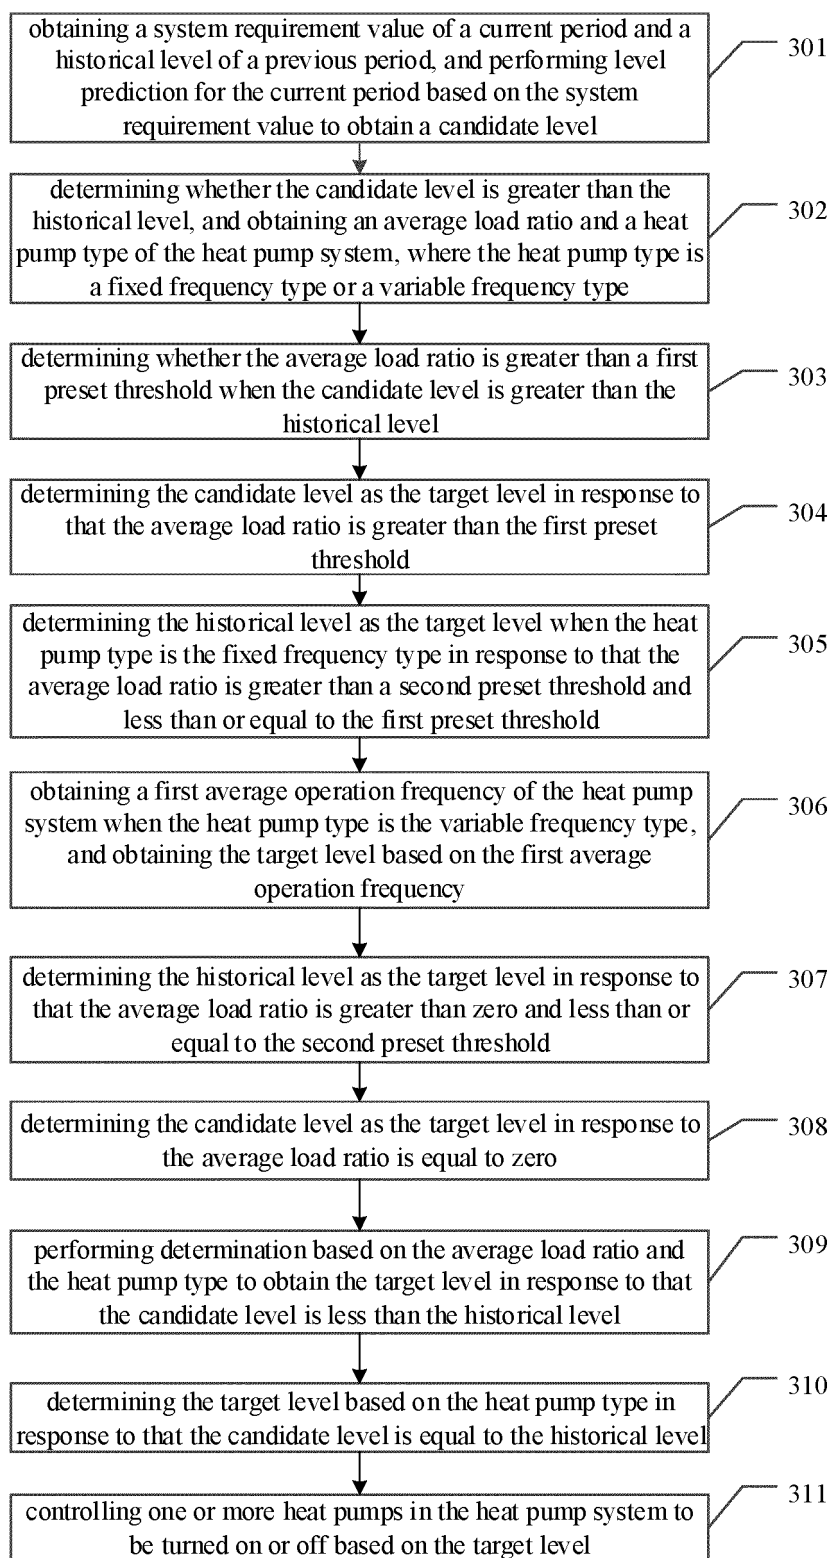 obtaining a system requirement value of a current period and a
historical level of a previous period, and performing level
prediction for the current period based on the system
requirement value to obtain a candidate level
301
determining whether the candidate level is greater than the
historical level, and obtaining an average load ratio and a heat
pump type of the heat pump system, where the heat pump type is
a fixed frequency type or a variable frequency type
302
determining whether the average load ratio is greater than a first
preset threshold when the candidate level is greater than the
historical level
303
determining the candidate level as the target level in response to
that the average load ratio is greater than the first preset
threshold
304
determining the historical level as the target level when the heat
pump type is the fixed frequency type in response to that the
average load ratio is greater than a second preset threshold and
less than or equal to the first preset threshold
305
obtaining a first average operation frequency of the heat pump
system when the heat pump type is the variable frequency type,
and obtaining the target level based on the first average
operation frequency
306
determining the historical level as the target level in response to
that the average load ratio is greater than zero and less than or
equal to the second preset threshold
307
determining the candidate level as the target level in response to
the average load ratio is equal to zero
308
performing determination based on the average load ratio and
the heat pump type to obtain the target level in response to that
the candidate level is less than the historical level
309
determining the target level based on the heat pump type in
response to that the candidate level is equal to the historical level
310
controlling one or more heat pumps in the heat pump system to
be turned on or off based on the target level
311